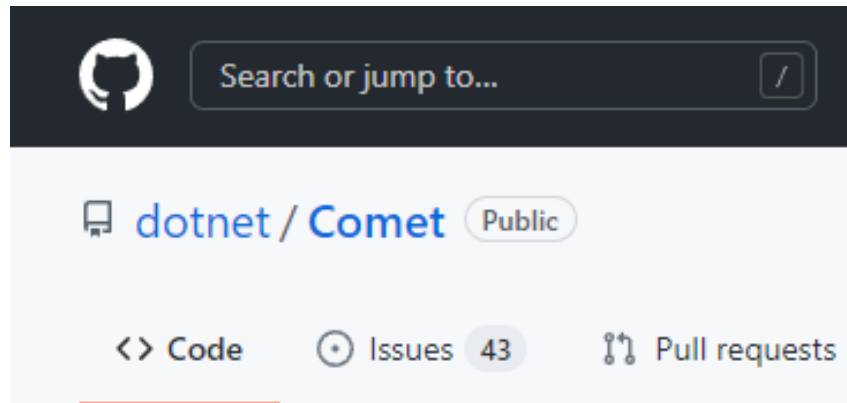 Search or jump to... /
dotnet / Comet Public
<> Code Issues 43 Pull requests